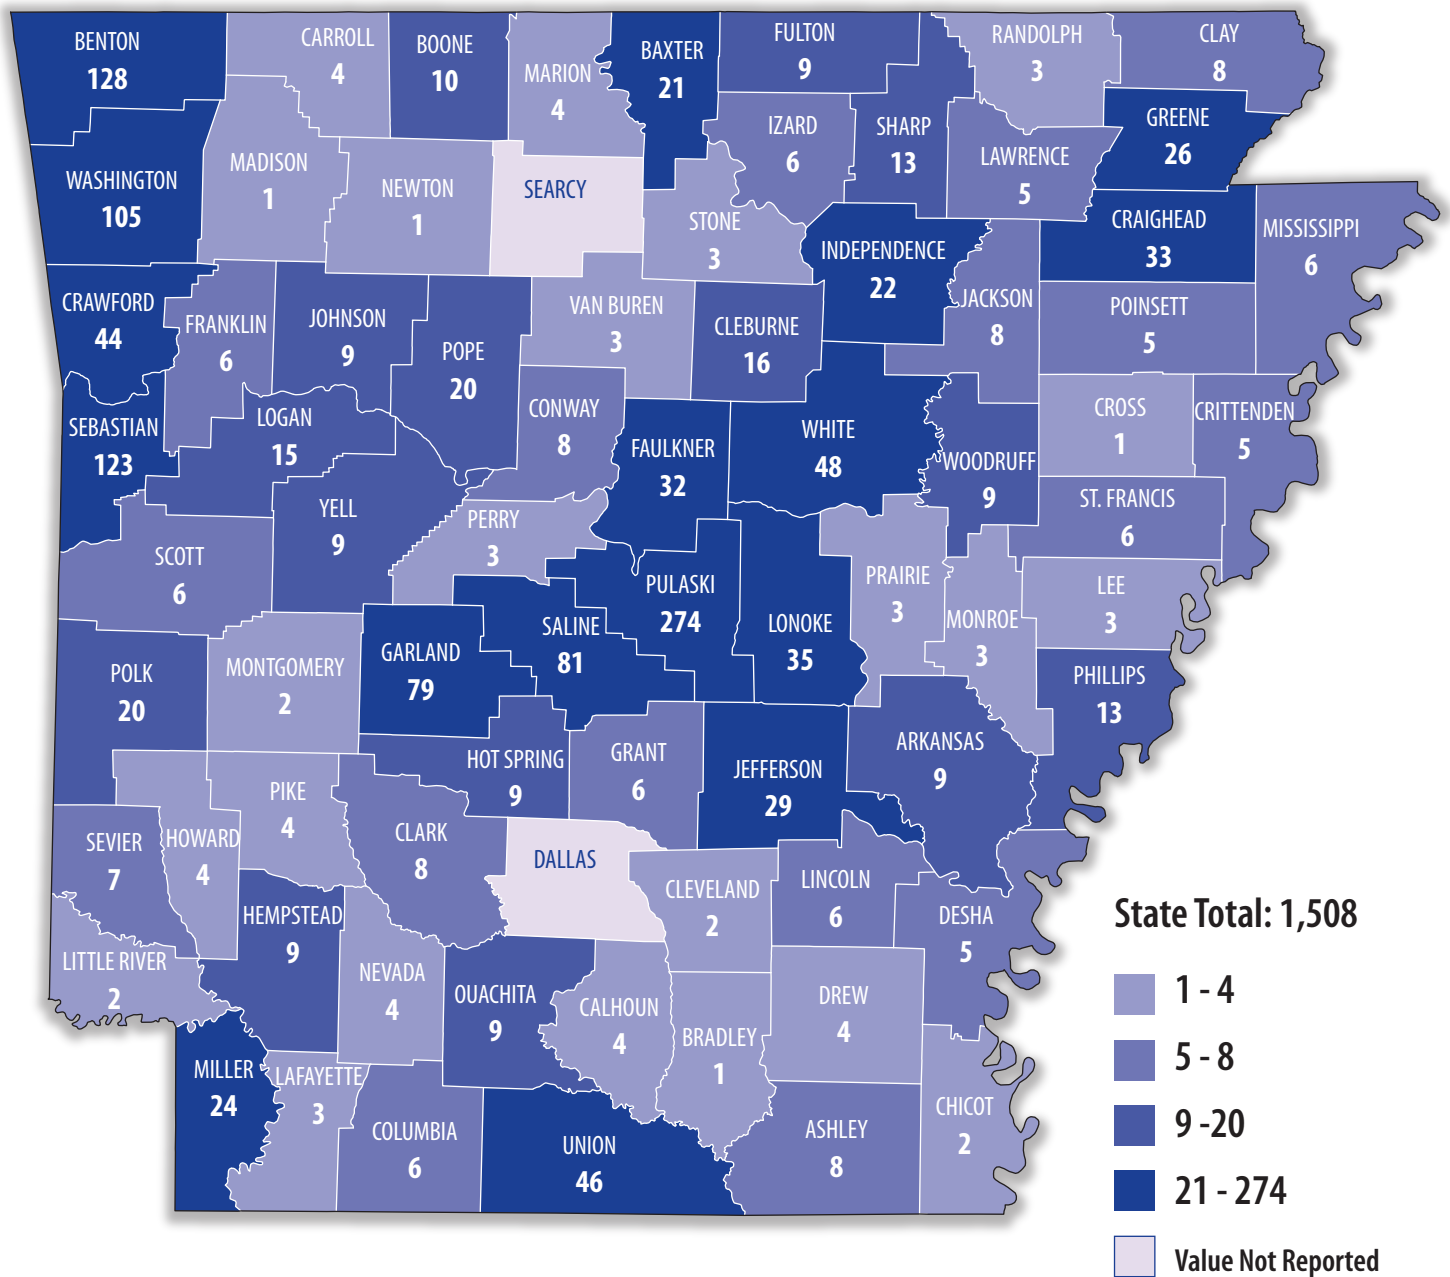 BENTON
128
CARROLL
4
BOONE
10
MARION
4
BAXTER
21
FULTON
9
RANDOLPH
3
CLAY
8
WASHINGTON
105
MADISON
1
NEWTON
1
SEARCY
STONE
3
IZARD
6
SHARP
13
LAWRENCE
5
GREENE
26
CRAIGHEAD
33
MISSISSIPPI
6
CRAWFORD
44
FRANKLIN
6
JOHNSON
9
POPE
20
VAN BUREN
3
CLEBURNE
16
INDEPENDENCE
22
JACKSON
8
POINSETT
5
SEBASTIAN
123
LOGAN
15
CONWAY
8
FAULKNER
32
WHITE
48
WOODRUFF
9
CROSS
1
CRITTENDEN
5
SCOTT
6
YELL
9
PERRY
3
ST. FRANCIS
6
POLK
20
MONTGOMERY
2
GARLAND
79
SALINE
81
PULASKI
274
LONOKE
35
PRAIRIE
3
MONROE
3
LEE
3
PHILLIPS
13
HOT SPRING
9
GRANT
6
JEFFERSON
29
ARKANSAS
9
SEVIER
7
HOWARD
4
PIKE
4
CLARK
8
DALLAS
CLEVELAND
2
LINCOLN
6
DESHA
5
LITTLE RIVER
2
HEMPSTEAD
9
NEVADA
4
OUACHITA
9
CALHOUN
4
BRADLEY
1
DREW
4
MILLER
24
LAFAYETTE
3
COLUMBIA
6
UNION
46
ASHLEY
8
CHICOT
2
State Total: 1,508
1 - 4
5 - 8
9 -20
21 - 274
Value Not Reported